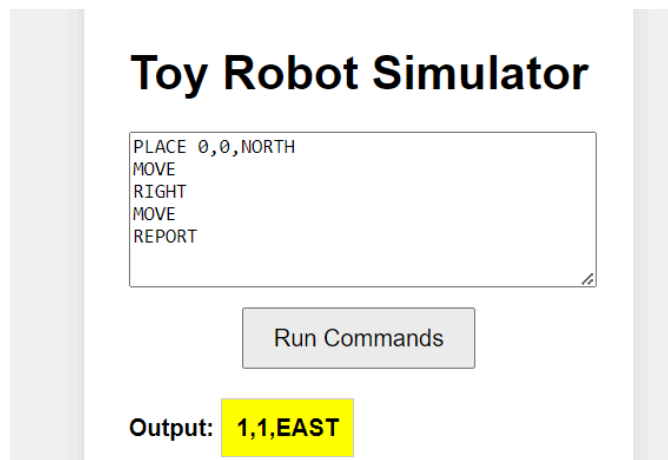 Toy Robot Simulator
PLACE 0,0,NORTH
MOVE
RIGHT
MOVE
REPORT
Run Commands
Output: 1,1,EAST